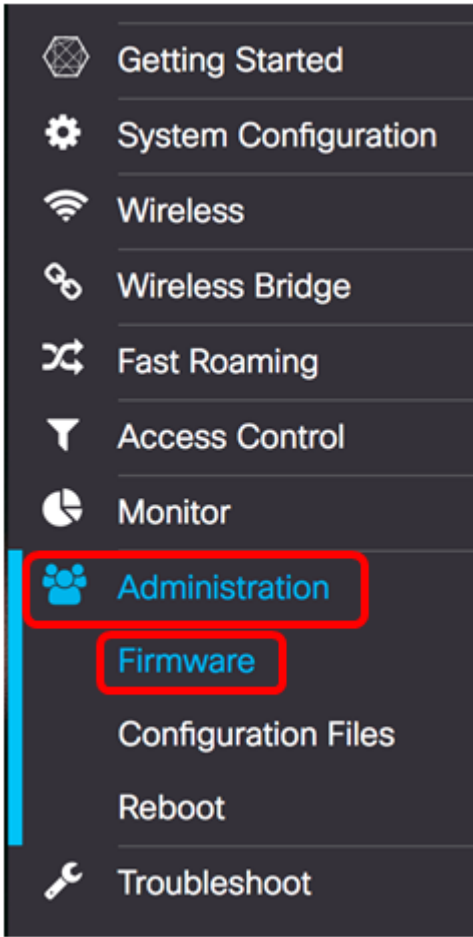 Getting Started
System Configuration
Wireless
Wireless Bridge
Fast Roaming
Access Control
Monitor
Administration
Firmware
Configuration Files
Reboot
Troubleshoot